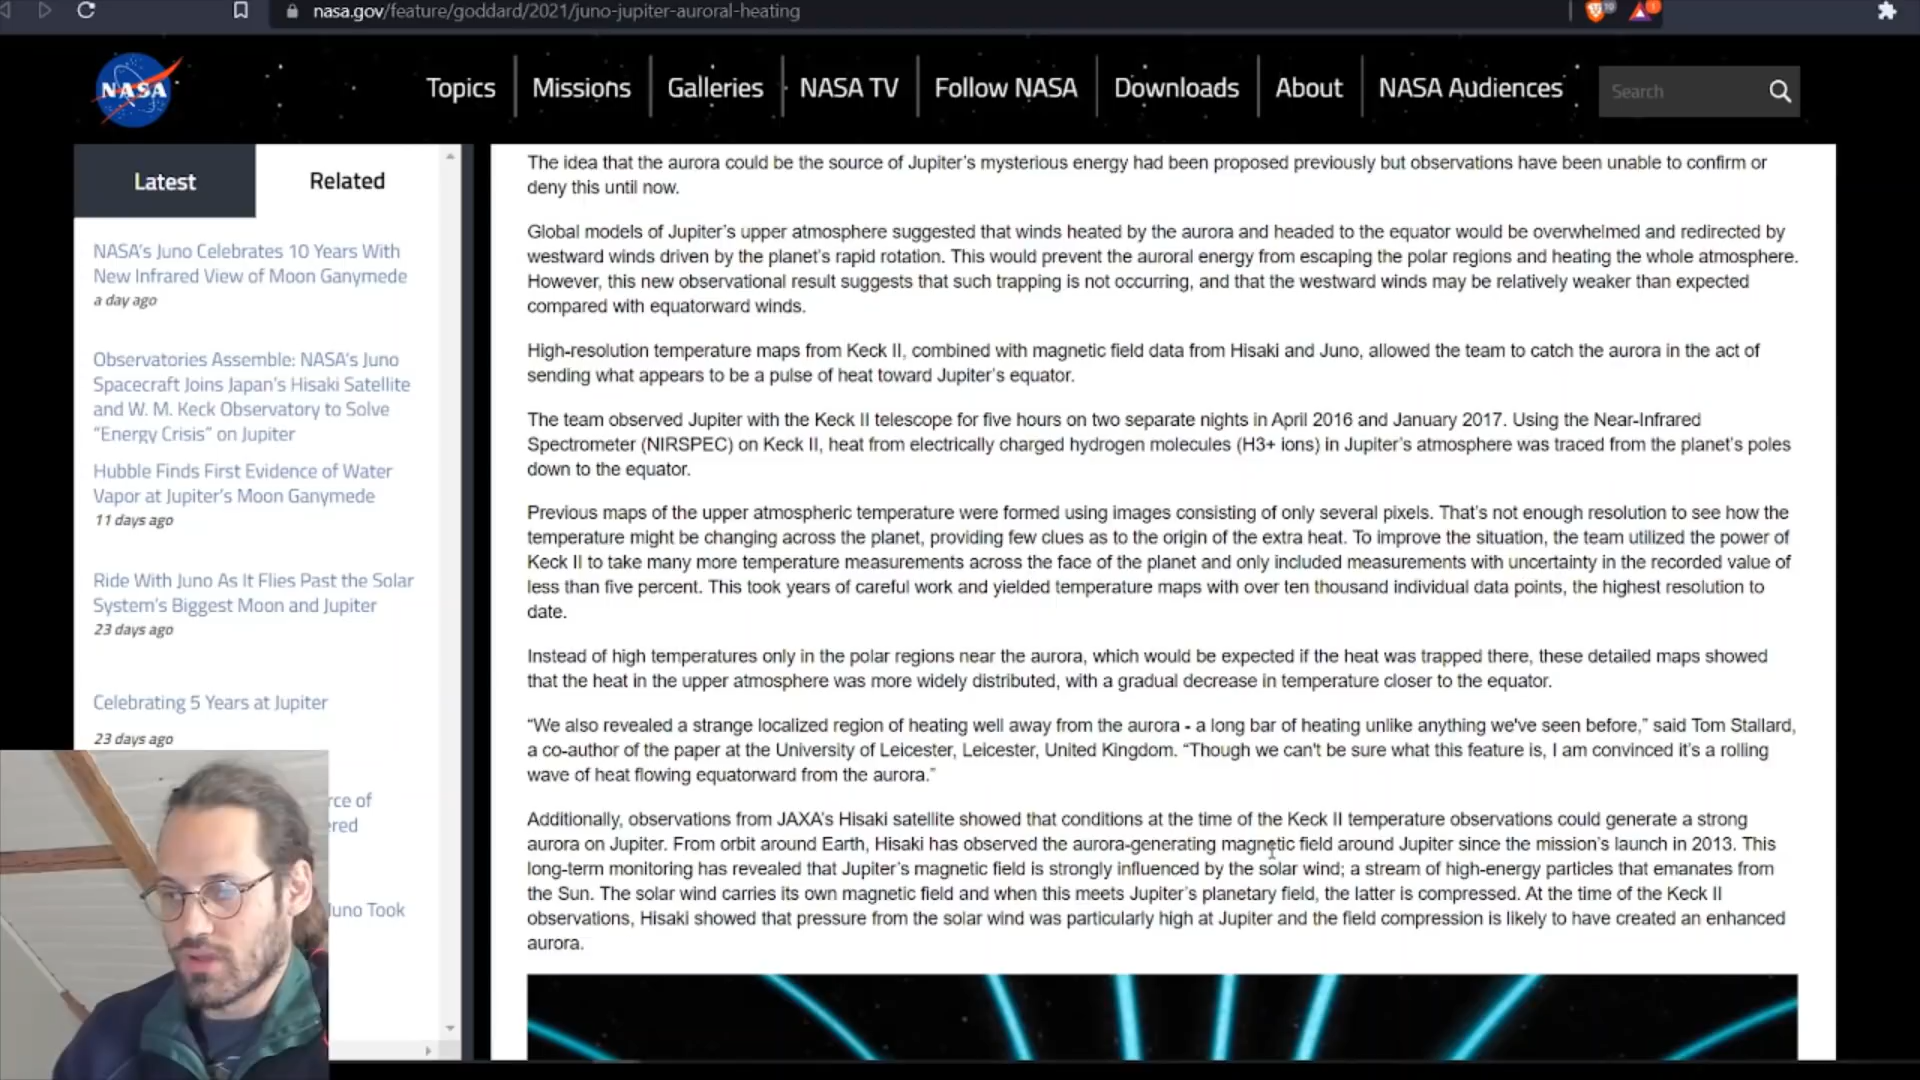 nasa.gov/feature/goddard/2021/juno-jupiter-auroral-heating
NASA
Topics
Missions
Galleries
NASA TV
Follow NASA
Downloads
About
NASA Audiences
Search
Latest
Related
NASA's Juno Celebrates 10 Years With
New Infrared View of Moon Ganymede
a day ago
Observatories Assemble: NASA's Juno
Spacecraft Joins Japan's Hisaki Satellite
and W. M. Keck Observatory to Solve
"Energy Crisis" on Jupiter
Hubble Finds First Evidence of Water
Vapor at Jupiter's Moon Ganymede
11 days ago
Ride With Juno As It Flies Past the Solar
System's Biggest Moon and Jupiter
23 days ago
Celebrating 5 Years at Jupiter
23 days ago
rce of
ered
Juno Took
The idea that the aurora could be the source of Jupiter's mysterious energy had been proposed previously but observations have been unable to confirm or
deny this until now.
Global models of Jupiter's upper atmosphere suggested that winds heated by the aurora and headed to the equator would be overwhelmed and redirected by
westward winds driven by the planet's rapid rotation. This would prevent the auroral energy from escaping the polar regions and heating the whole atmosphere.
However, this new observational result suggests that such trapping is not occurring, and that the westward winds may be relatively weaker than expected
compared with equatorward winds.
High-resolution temperature maps from Keck II, combined with magnetic field data from Hisaki and Juno, allowed the team to catch the aurora in the act of
sending what appears to be a pulse of heat toward Jupiter's equator.
The team observed Jupiter with the Keck II telescope for five hours on two separate nights in April 2016 and January 2017. Using the Near-Infrared
Spectrometer (NIRSPEC) on Keck II, heat from electrically charged hydrogen molecules (H3+ ions) in Jupiter's atmosphere was traced from the planet's poles
down to the equator.
Previous maps of the upper atmospheric temperature were formed using images consisting of only several pixels. That's not enough resolution to see how the
temperature might be changing across the planet, providing few clues as to the origin of the extra heat. To improve the situation, the team utilized the power of
Keck II to take many more temperature measurements across the face of the planet and only included measurements with uncertainty in the recorded value of
less than five percent. This took years of careful work and yielded temperature maps with over ten thousand individual data points, the highest resolution to
date.
Instead of high temperatures only in the polar regions near the aurora, which would be expected if the heat was trapped there, these detailed maps showed
that the heat in the upper atmosphere was more widely distributed, with a gradual decrease in temperature closer to the equator.
"We also revealed a strange localized region of heating well away from the aurora - a long bar of heating unlike anything we've seen before," said Tom Stallard,
a co-author of the paper at the University of Leicester, Leicester, United Kingdom. "Though we can't be sure what this feature is, I am convinced it's a rolling
wave of heat flowing equatorward from the aurora."
Additionally, observations from JAXA's Hisaki satellite showed that conditions at the time of the Keck II temperature observations could generate a strong
aurora on Jupiter. From orbit around Earth, Hisaki has observed the aurora-generating magnetic field around Jupiter since the mission's launch in 2013. This
long-term monitoring has revealed that Jupiter's magnetic field is strongly influenced by the solar wind; a stream of high-energy particles that emanates from
the Sun. The solar wind carries its own magnetic field and when this meets Jupiter's planetary field, the latter is compressed. At the time of the Keck II
observations, Hisaki showed that pressure from the solar wind was particularly high at Jupiter and the field compression is likely to have created an enhanced
aurora.